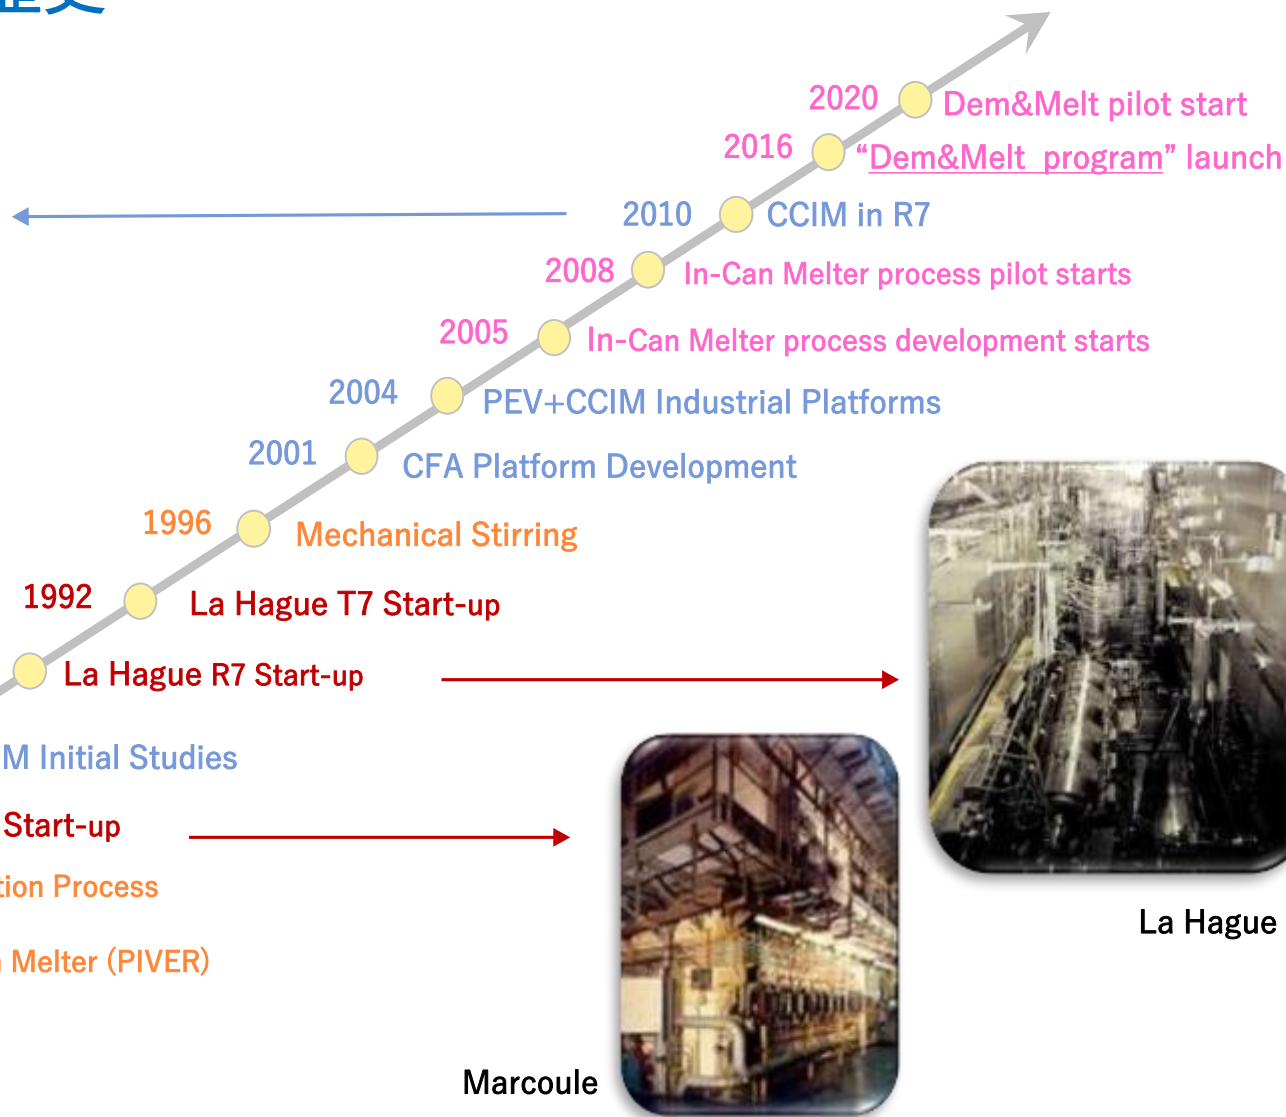 2020 Dem&Melt pilot start
2016 “Dem&Melt program” launch
2010 CCIM in R7
2008 In-Can Melter process pilot starts
2005 In-Can Melter process development starts
2004 PEV+CCIM Industrial Platforms
2001 CFA Platform Development
1996 Mechanical Stirring
1992 La Hague T7 Start-up
La Hague R7 Start-up
M Initial Studies
Start-up
tion Process
Melter (PIVER)
La Hague
Marcoule